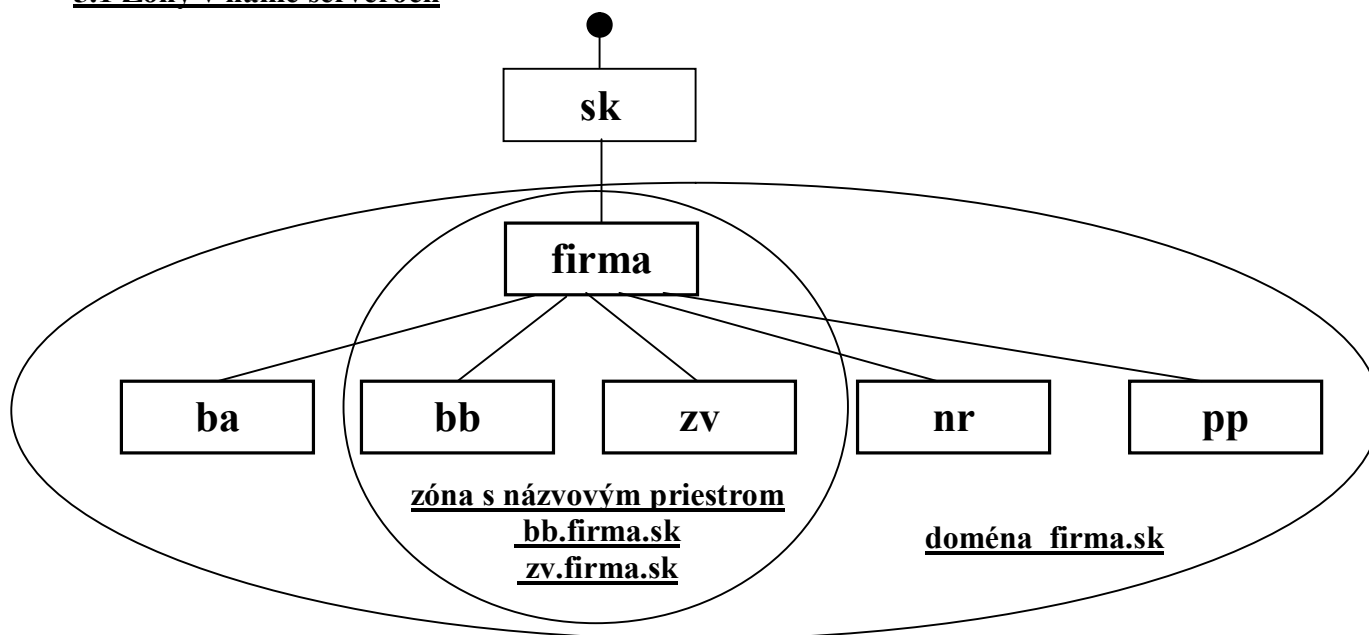 sk
firma
ba
bb
zv
nr
pp
zóna s názvovým priestrom
bb.firma.sk
zv.firma.sk
doména firma.sk